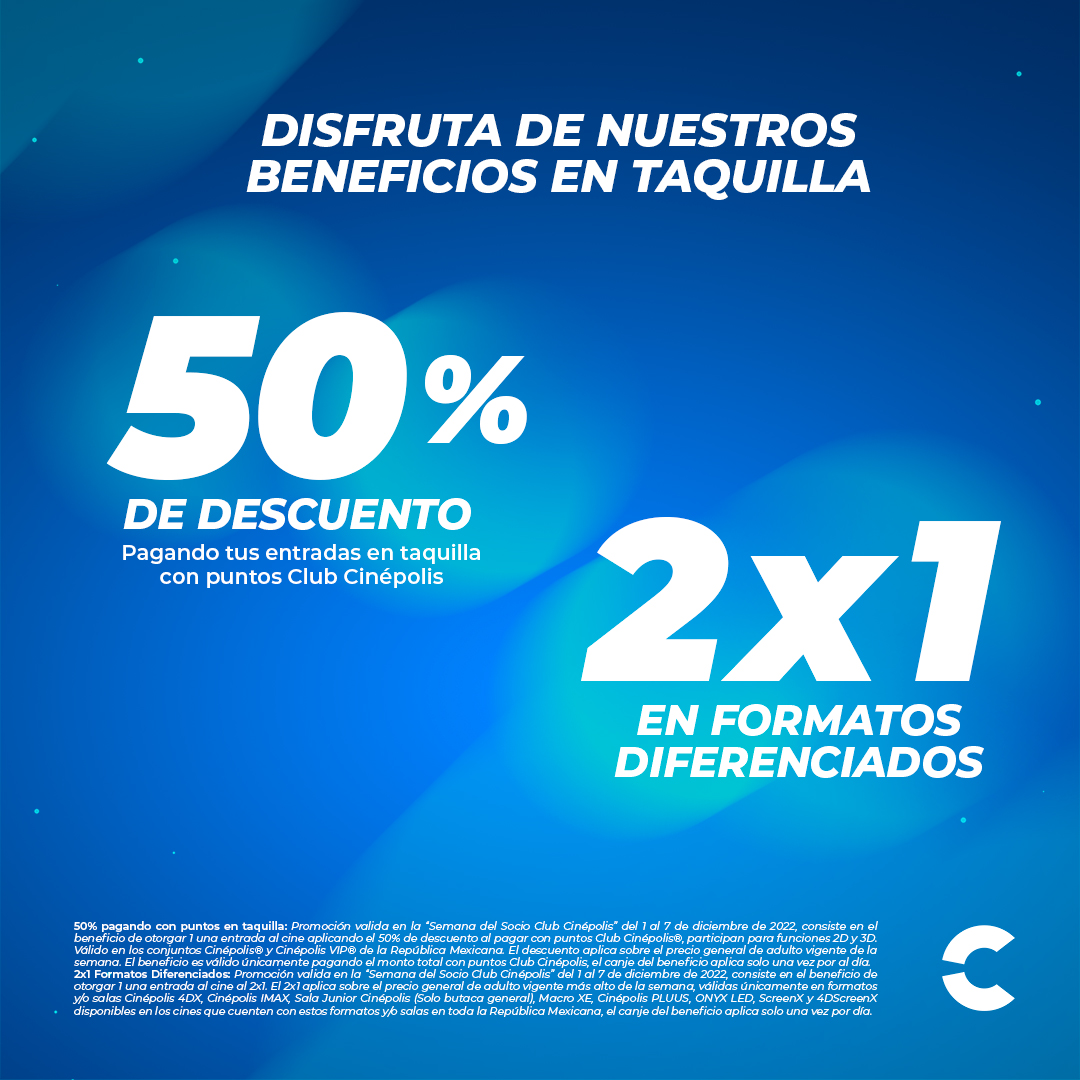 DISFRUTA DE NUESTROS
BENEFICIOS EN TAQUILLA
50%
DE DESCUENTO
Pagando tus entradas en taquilla
con puntos Club Cinépolis
2x1
EN FORMATOS
DIFERENCIADOS
50% pagando con puntos en taquilla: Promoción valida en la “Semana del Socio Club Cinépolis” del 1 al 7 de diciembre de 2022, consiste en el
beneficio de otorgar 1 una entrada al cine aplicando el 50% de descuento al pagar con puntos Club Cinépolis®, participan para funciones 2D y 3D.
Válido en los conjuntos Cinépolis® y Cinépolis VIP® de la República Mexicana. El descuento aplica sobre el precio general de adulto vigente de la
semana. El beneficio es válido únicamente pagando el monto total con puntos Club Cinépolis, el canje del beneficio aplica solo una vez por al día.
2x1 Formatos Diferenciados: Promoción valida en la “Semana del Socio Club Cinépolis” del 1 al 7 de diciembre de 2022, consiste en el beneficio de
otorgar 1 una entrada al cine al 2x1. El 2x1 aplica sobre el precio general de adulto vigente más alto de la semana, válidas únicamente en formatos
y/o salas Cinépolis 4DX, Cinépolis IMAX, Sala Junior Cinépolis (Solo butaca general), Macro XE, Cinépolis PLUUS, ONYX LED, ScreenX y 4DScreenX
disponibles en los cines que cuenten con estos formatos y/o salas en toda la República Mexicana, el canje del beneficio aplica solo una vez por día.